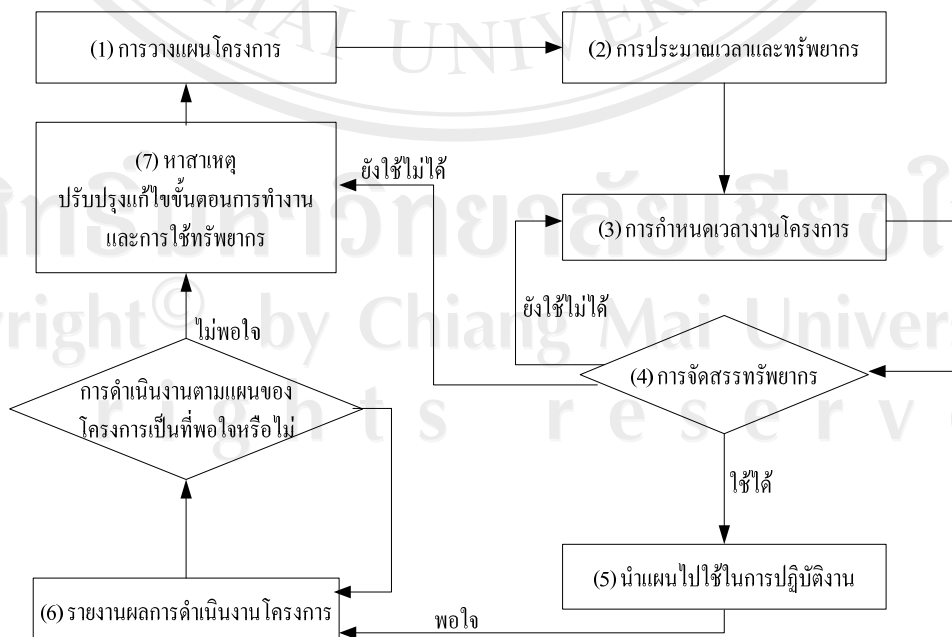 MAI UNIVER
(1) การวางแผนโครงการ
(2) การประมาณเวลาและทรัพยากร
(7) หาสาเหตุ
ปรับปรุงแก้ไขขั้นตอนการทำงาน
และการใช้ทรัพยากร
ยังใช้ไม่ได้
(3) การกำหนดเวลางานโครงการ
ยังใช้ไม่ได้
ไม่พอใจ
(4) การจัดสรรทรัพยากร
การดำเนินงานตามแผนของ
โครงการเป็นที่พอใจหรือไม่
ใช้ได้
(5) นำแผนไปใช้ในการปฏิบัติงาน
(6) รายงานผลการดำเนินงานโครงการ
พอใจ
by Chiang Mai Univer
rights reserv